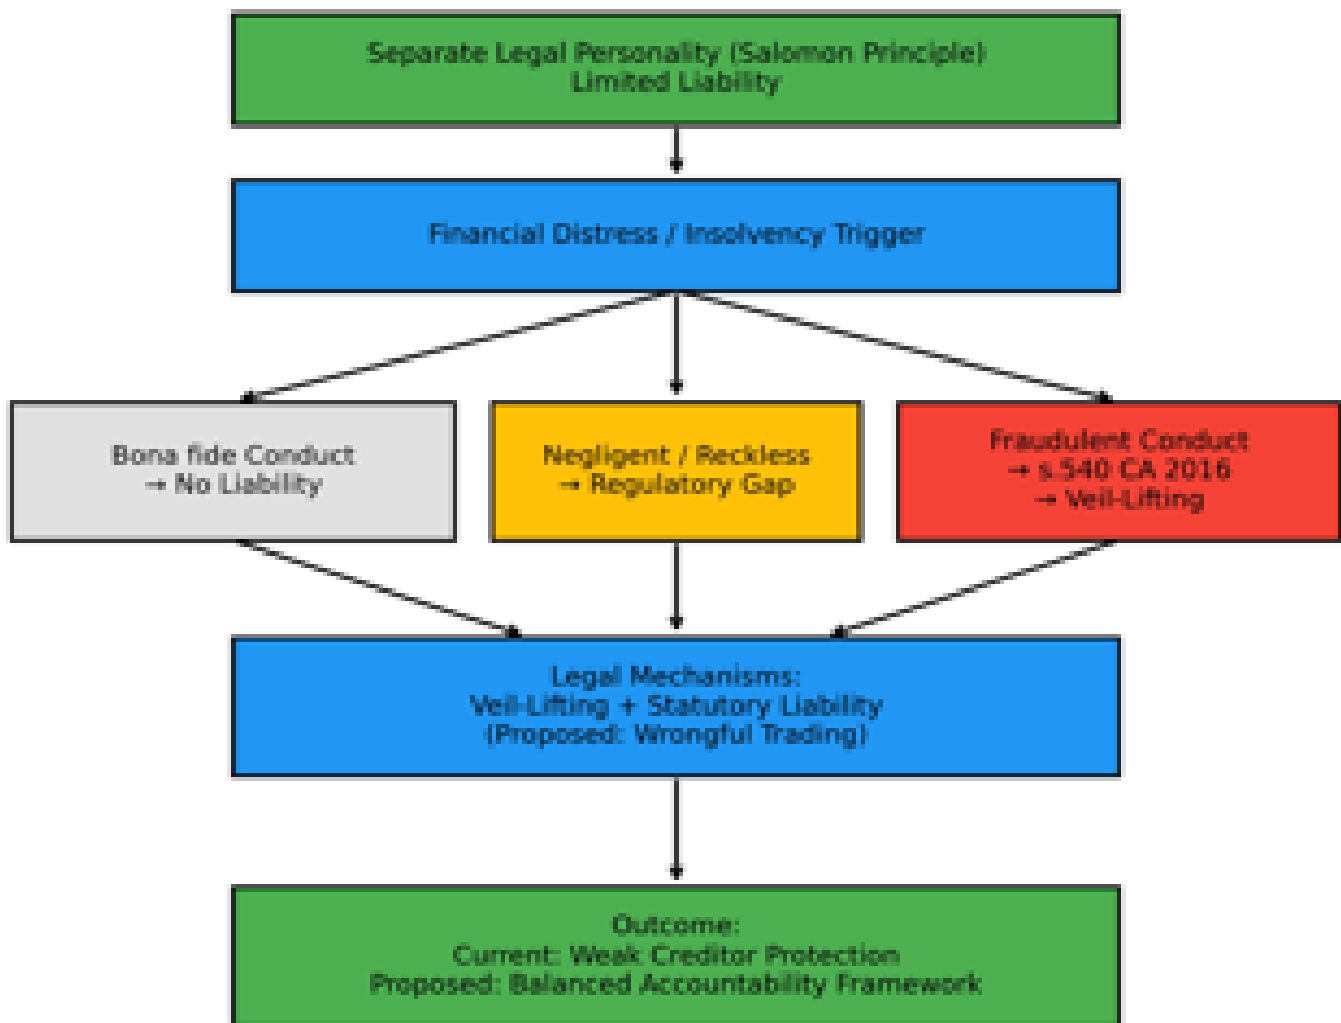 Separate Legal Personality (Salomon Principle)
Limited Liability
Financial Distress / Insolvency Trigger
Bona fide Conduct
→ No Liability
Negligent / Reckless
→ Regulatory Gap
Fraudulent Conduct
→ s.540 CA 2016
→ Veil-Lifting
Legal Mechanisms:
Veil-Lifting + Statutory Liability
(Proposed: Wrongful Trading)
Outcome:
Current: Weak Creditor Protection
Proposed: Balanced Accountability Framework